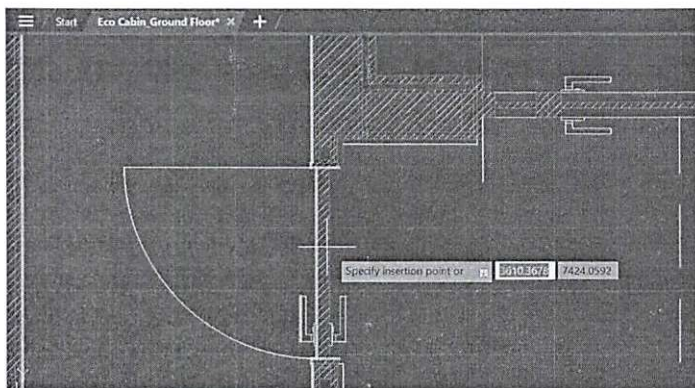 Start Eco Cabin_Ground Floor* × +
Specify insertion point or 7424.0592